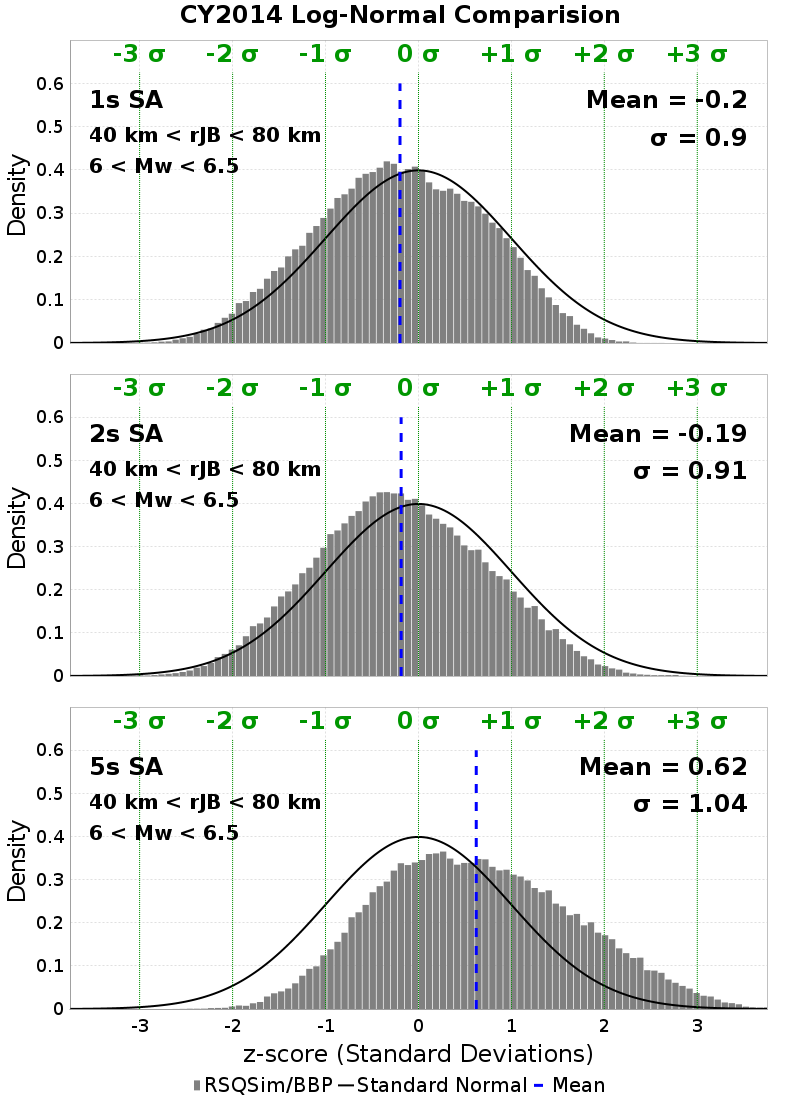 CY2014 Log-Normal Comparision
-3 σ -2 σ -1 σ 0 σ +1 σ +2 σ +3 σ
1s SA
Mean = -0.2
40 km < rJB < 80 km
σ = 0.9
6 < Mw < 6.5
Density
0.6
0.5
0.4
0.3
0.2
0.1
0
-3 σ -2 σ -1 σ 0 σ +1 σ +2 σ +3 σ
2s SA
Mean = -0.19
40 km < rJB < 80 km
σ = 0.91
6 < Mw < 6.5
Density
0.6
0.5
0.4
0.3
0.2
0.1
0
-3 σ -2 σ -1 σ 0 σ +1 σ +2 σ +3 σ
5s SA
Mean = 0.62
40 km < rJB < 80 km
σ = 1.04
6 < Mw < 6.5
Density
0.6
0.5
0.4
0.3
0.2
0.1
0
-3 -2 -1 0 1 2 3
z-score (Standard Deviations)
RSQSim/BBP Standard Normal Mean